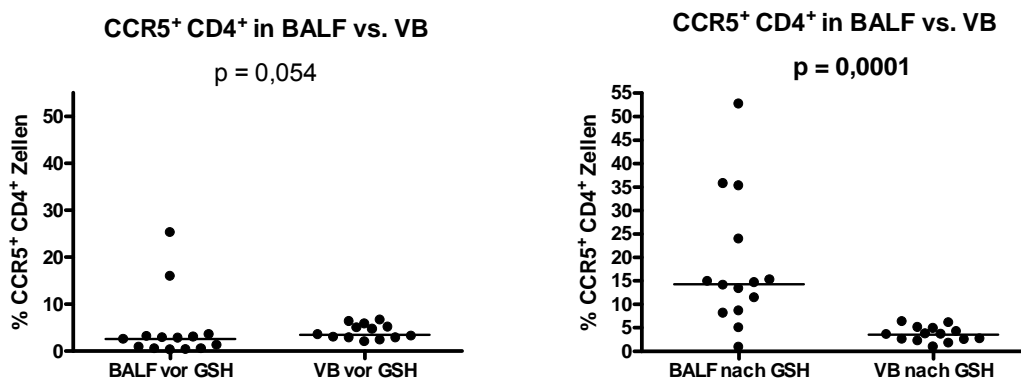 CCR5+ CD4+ in BALF vs. VB
p = 0,054
% CCR5+ CD4+ Zellen
50
40
30
20
10
0
BALF vor GSH
VB vor GSH
CCR5+ CD4+ in BALF vs. VB
p = 0,0001
% CCR5+ CD4+ Zellen
55
50
45
40
35
30
25
20
15
10
5
0
BALF nach GSH
VB nach GSH